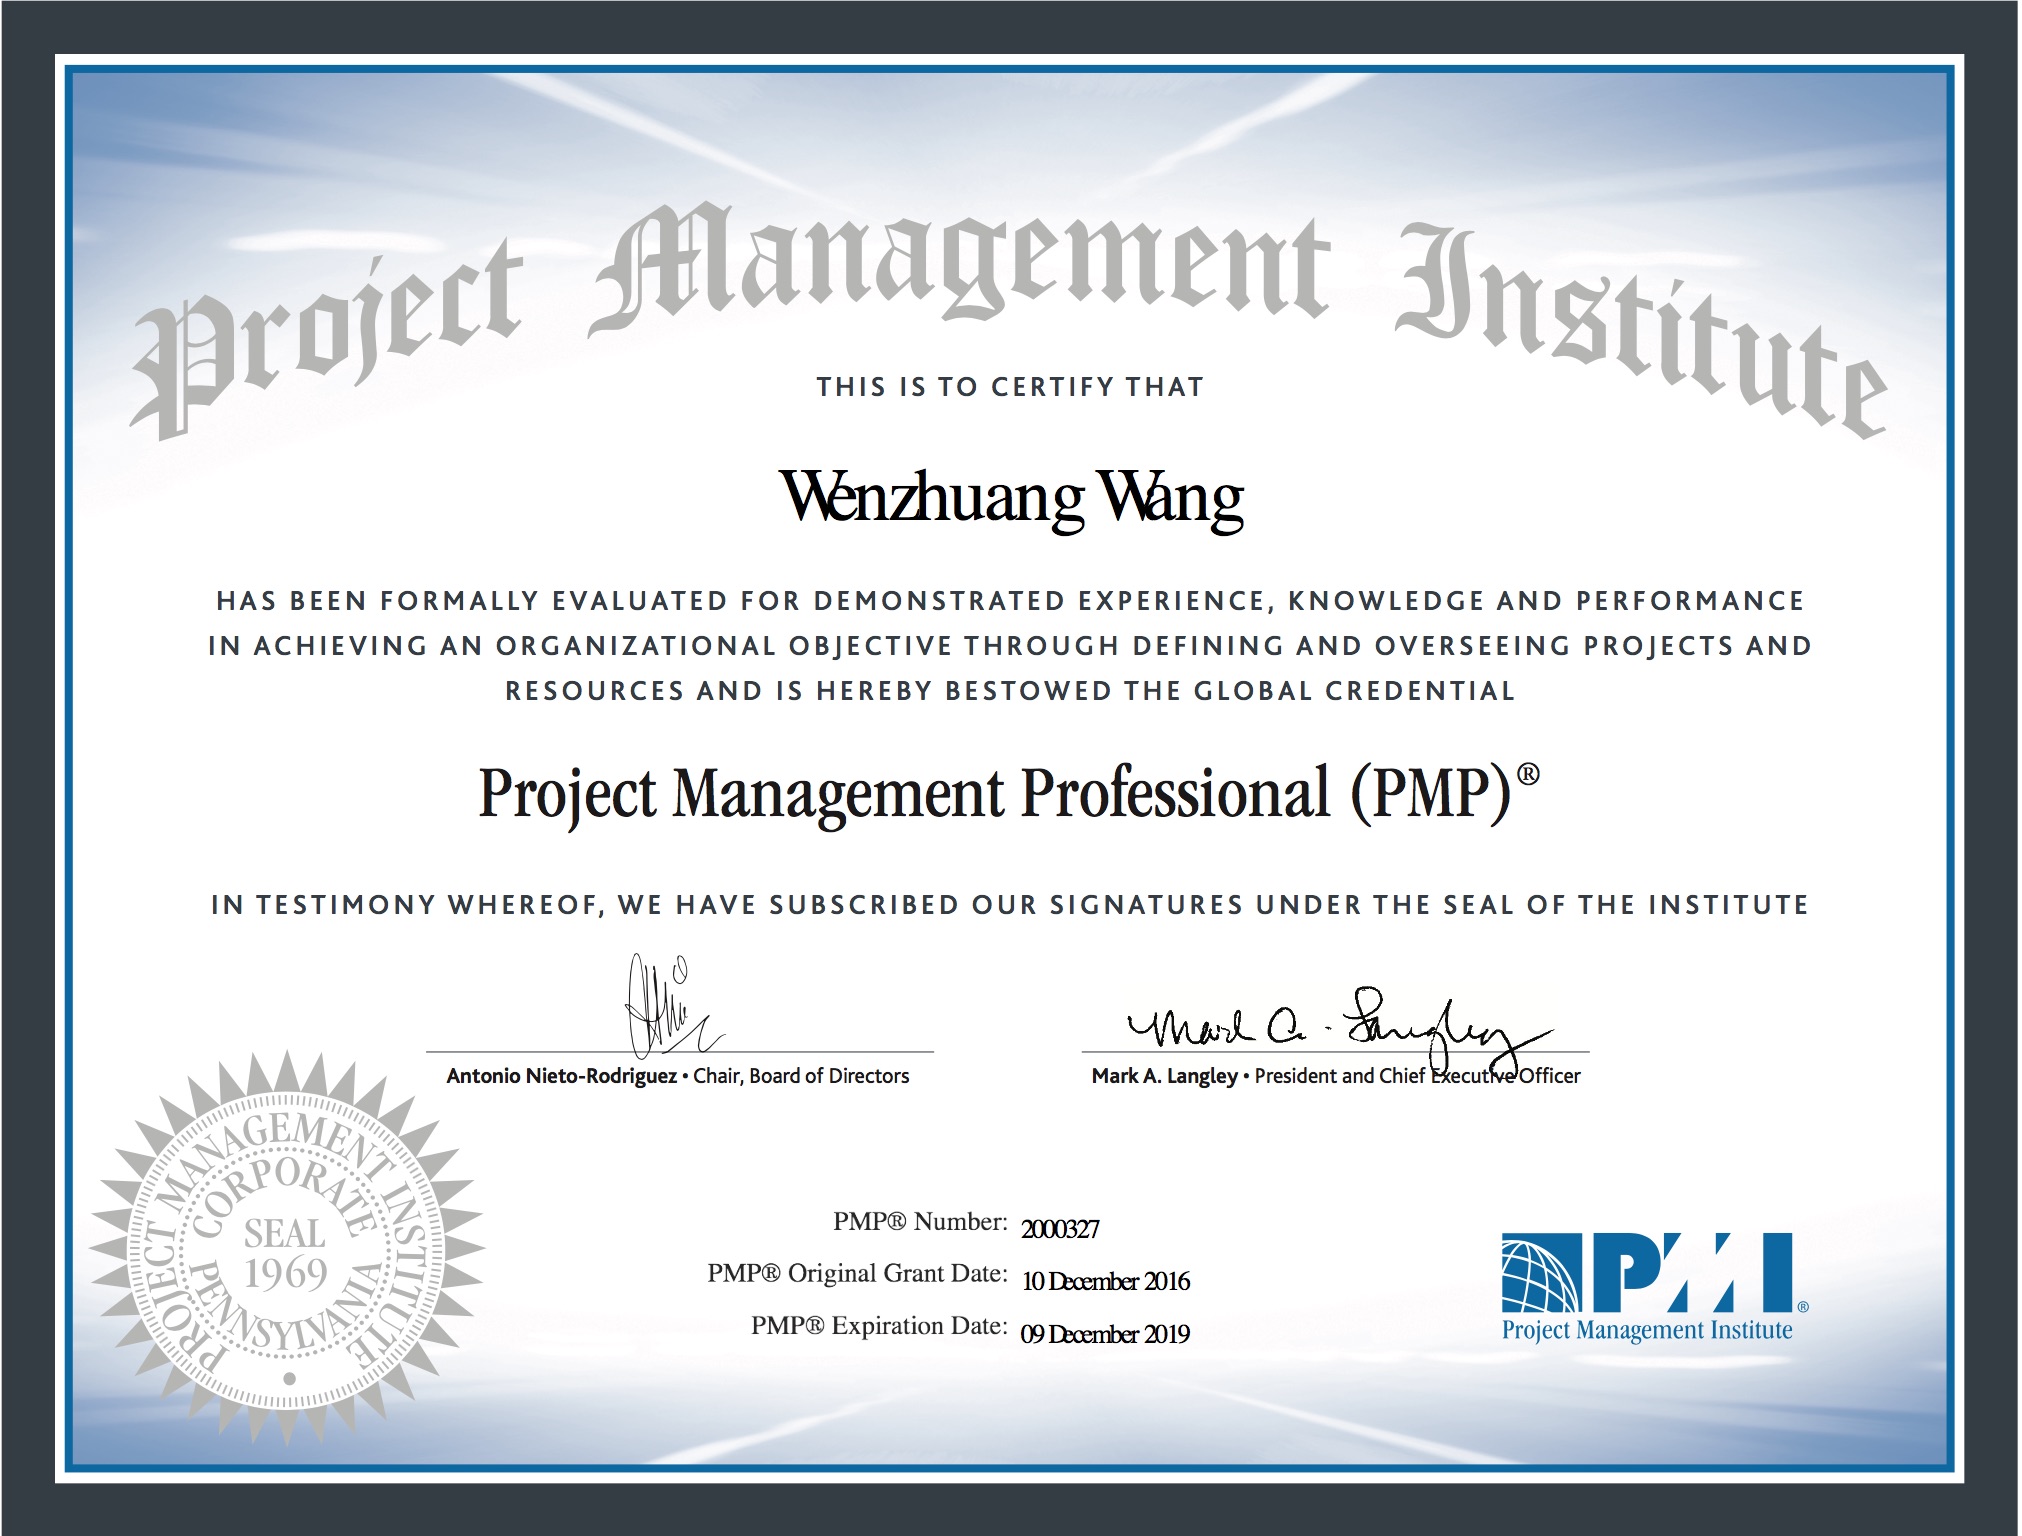 Project Management Institute
THIS IS TO CERTIFY THAT
Wenzhuang Wang
HAS BEEN FORMALLY EVALUATED FOR DEMONSTRATED EXPERIENCE, KNOWLEDGE AND PERFORMANCE
IN ACHIEVING AN ORGANIZATIONAL OBJECTIVE THROUGH DEFINING AND OVERSEEING PROJECTS AND
RESOURCES AND IS HEREBY BESTOWED THE GLOBAL CREDENTIAL
Project Management Professional (PMP)®
IN TESTIMONY WHEREOF, WE HAVE SUBSCRIBED OUR SIGNATURES UNDER THE SEAL OF THE INSTITUTE
Mark A. Langley
Antonio Nieto-Rodriguez • Chair, Board of Directors
Mark A. Langley • President and Chief Executive Officer
PROJECT MANAGEMENT INSTITUTE
CORPORATE
SEAL
1969
PENNSYLVANIA
PMP® Number: 2000327
PMP® Original Grant Date: 10 December 2016
PMP® Expiration Date: 09 December 2019
PMI®
Project Management Institute